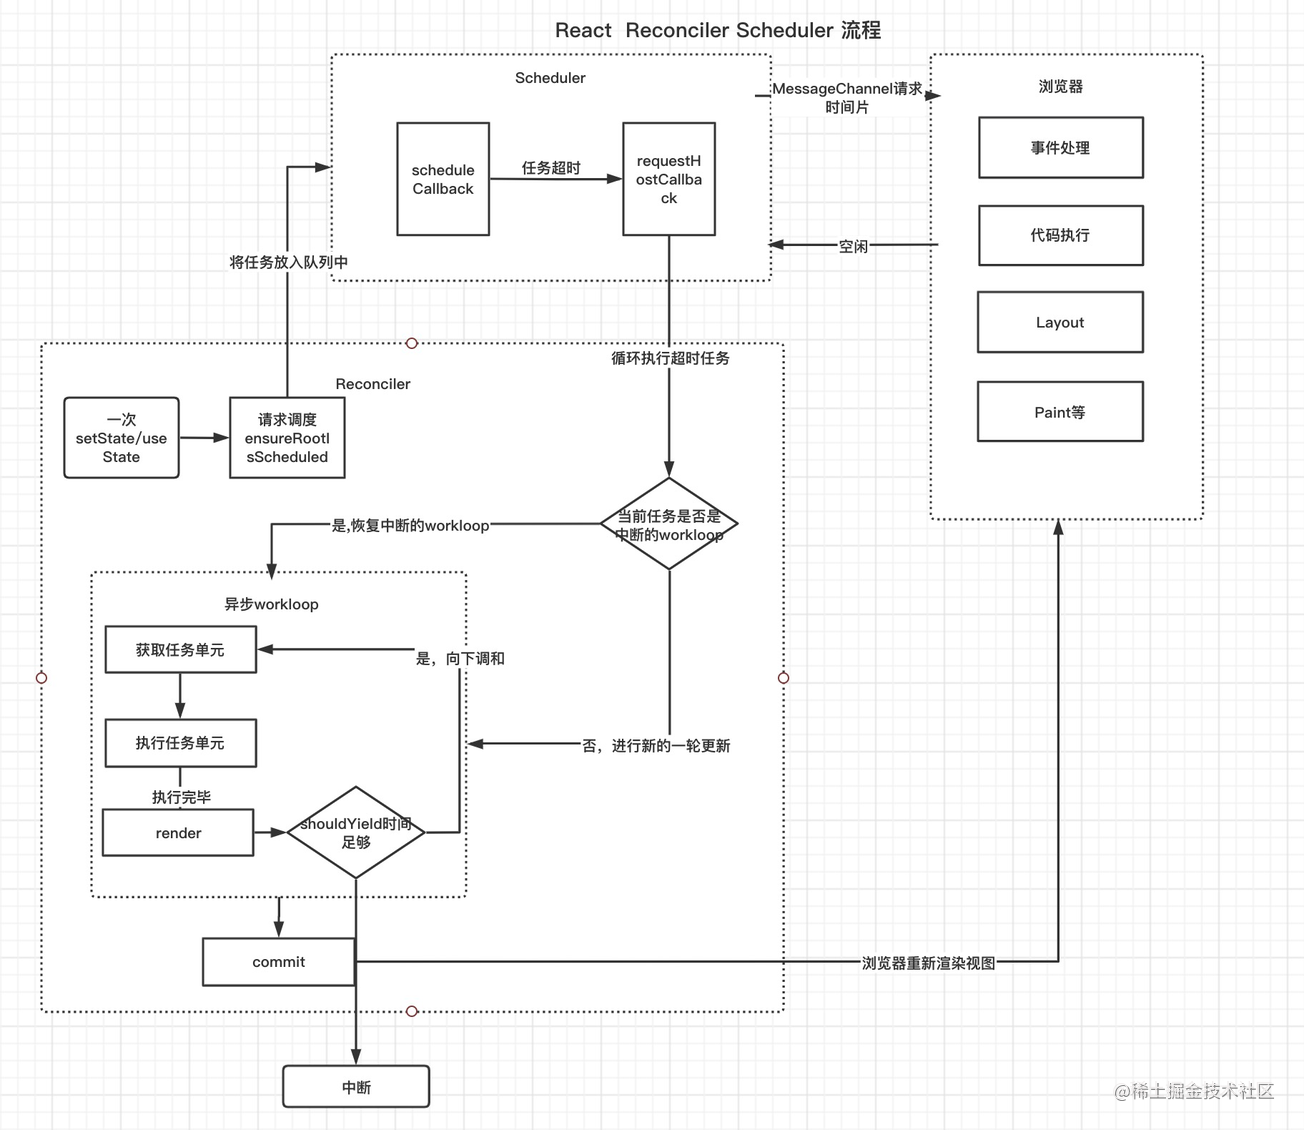 React  Reconciler Scheduler 流程
Scheduler
schedule
Callback
任务超时
requestH
ostCallba
ck
MessageChannel请求
时间片
空闲
浏览器
事件处理
代码执行
Layout
Paint等
将任务放入队列中
循环执行超时任务
Reconciler
一次
setState/use
State
请求调度
ensureRootI
sScheduled
当前任务是否是
中断的workloop
是,恢复中断的workloop
异步workloop
获取任务单元
是，向下调和
执行任务单元
否，进行新的一轮更新
执行完毕
render
shouldYield时间
足够
commit
浏览器重新渲染视图
中断
@稀土掘金技术社区